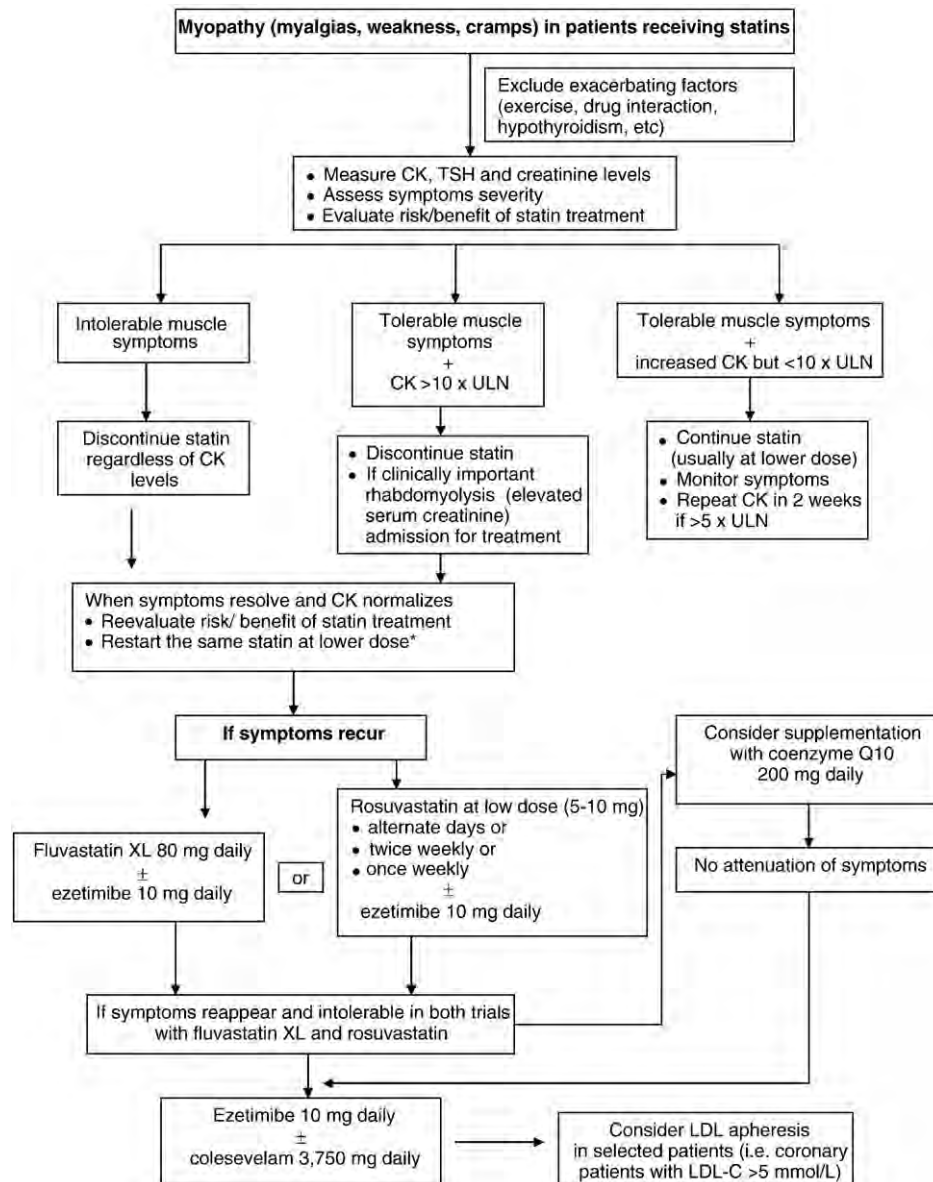 Myopathy (myalgias, weakness, cramps) in patients receiving statins
Exclude exacerbating factors
(exercise, drug interaction,
hypothyroidism, etc)
• Measure CK, TSH and creatinine levels
• Assess symptoms severity
• Evaluate risk/benefit of statin treatment
Intolerable muscle
symptoms
Tolerable muscle
symptoms
+
CK >10 x ULN
Tolerable muscle symptoms
+
increased CK but <10 x ULN
Discontinue statin
regardless of CK
levels
• Discontinue statin
• If clinically important
rhabdomyolysis (elevated
serum creatinine)
admission for treatment
• Continue statin
(usually at lower dose)
• Monitor symptoms
• Repeat CK in 2 weeks
if >5 x ULN
When symptoms resolve and CK normalizes
• Reevaluate risk/ benefit of statin treatment
• Restart the same statin at lower dose*
If symptoms recur
Consider supplementation
with coenzyme Q10
200 mg daily
Fluvastatin XL 80 mg daily
±
ezetimibe 10 mg daily
or
Rosuvastatin at low dose (5-10 mg)
• alternate days or
• twice weekly or
• once weekly
±
ezetimibe 10 mg daily
No attenuation of symptoms
If symptoms reappear and intolerable in both trials
with fluvastatin XL and rosuvastatin
Ezetimibe 10 mg daily
±
colesevelam 3,750 mg daily
Consider LDL apheresis
in selected patients (i.e. coronary
patients with LDL-C >5 mmol/L)